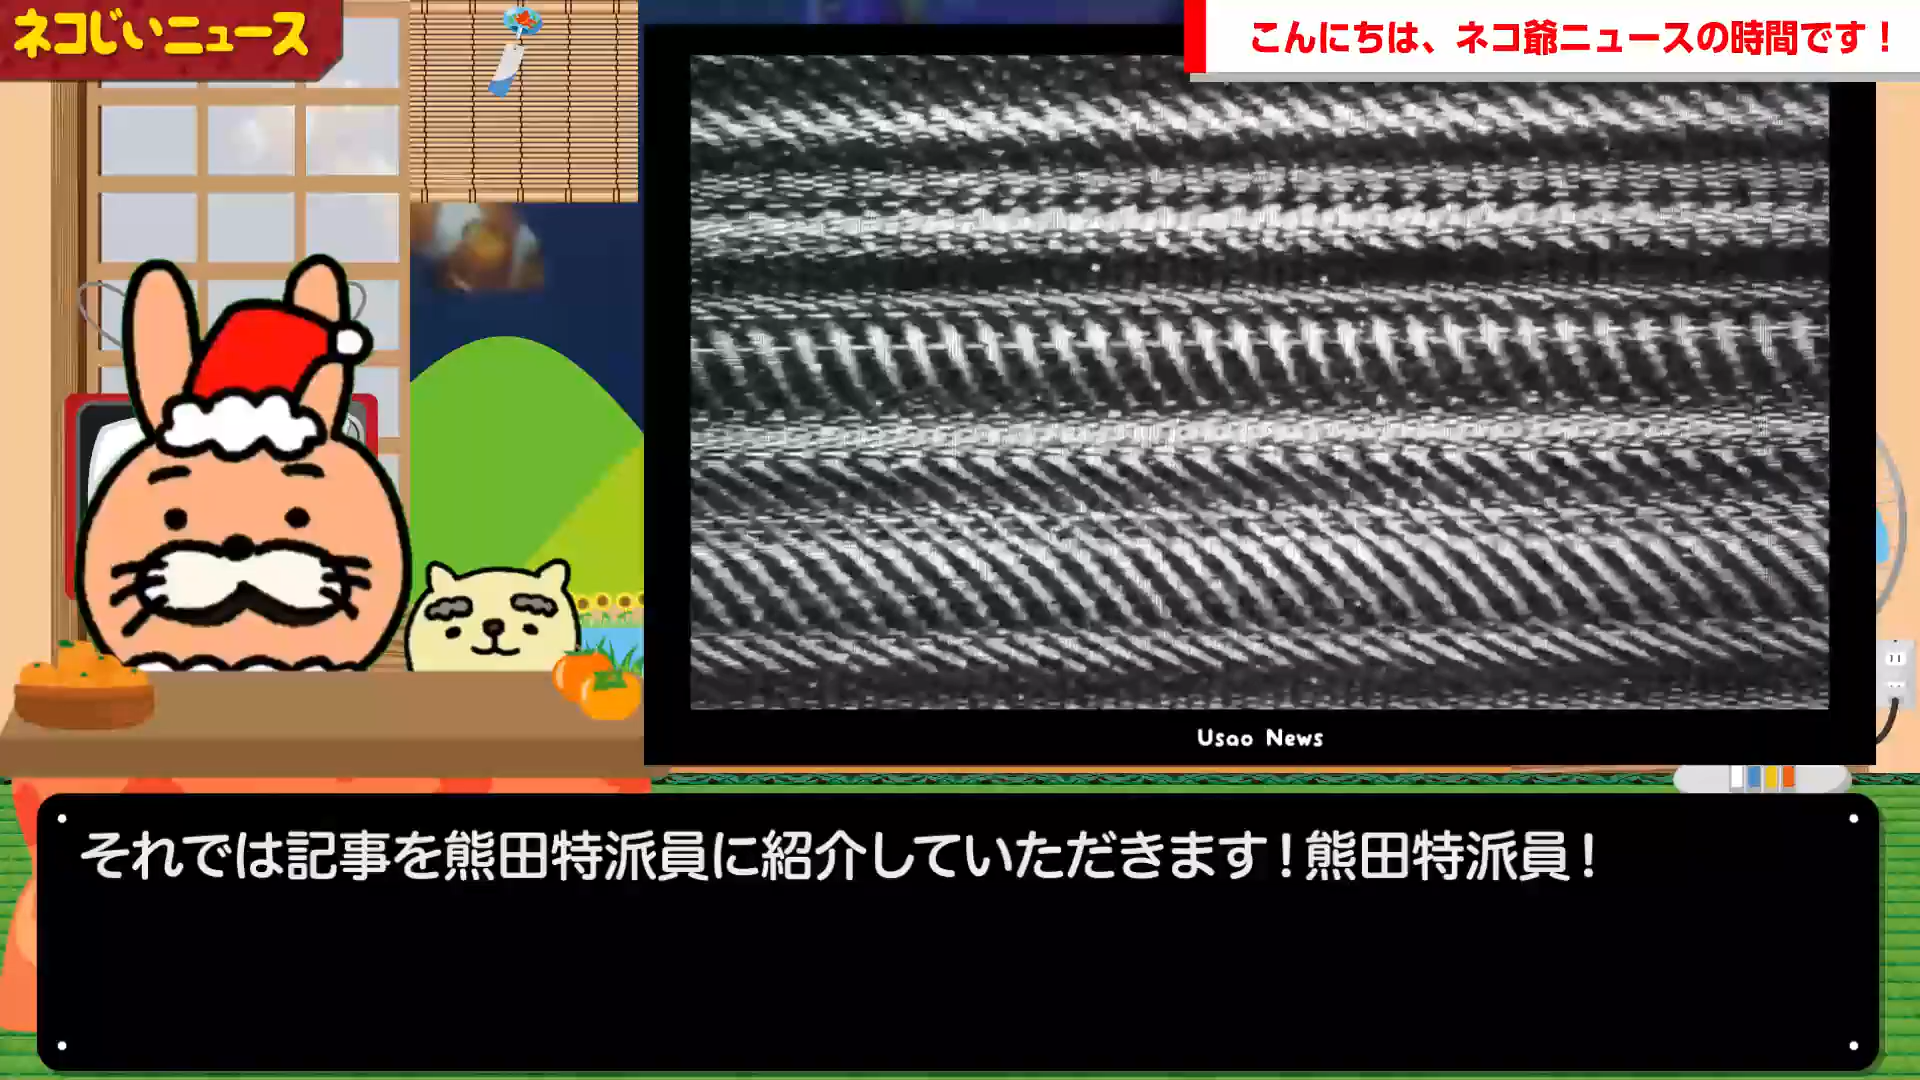 ネコじいニュース
こんにちは、ネコ爺ニュースの時間です！
Usao News
それでは記事を熊田特派員に紹介していただきます！熊田特派員！